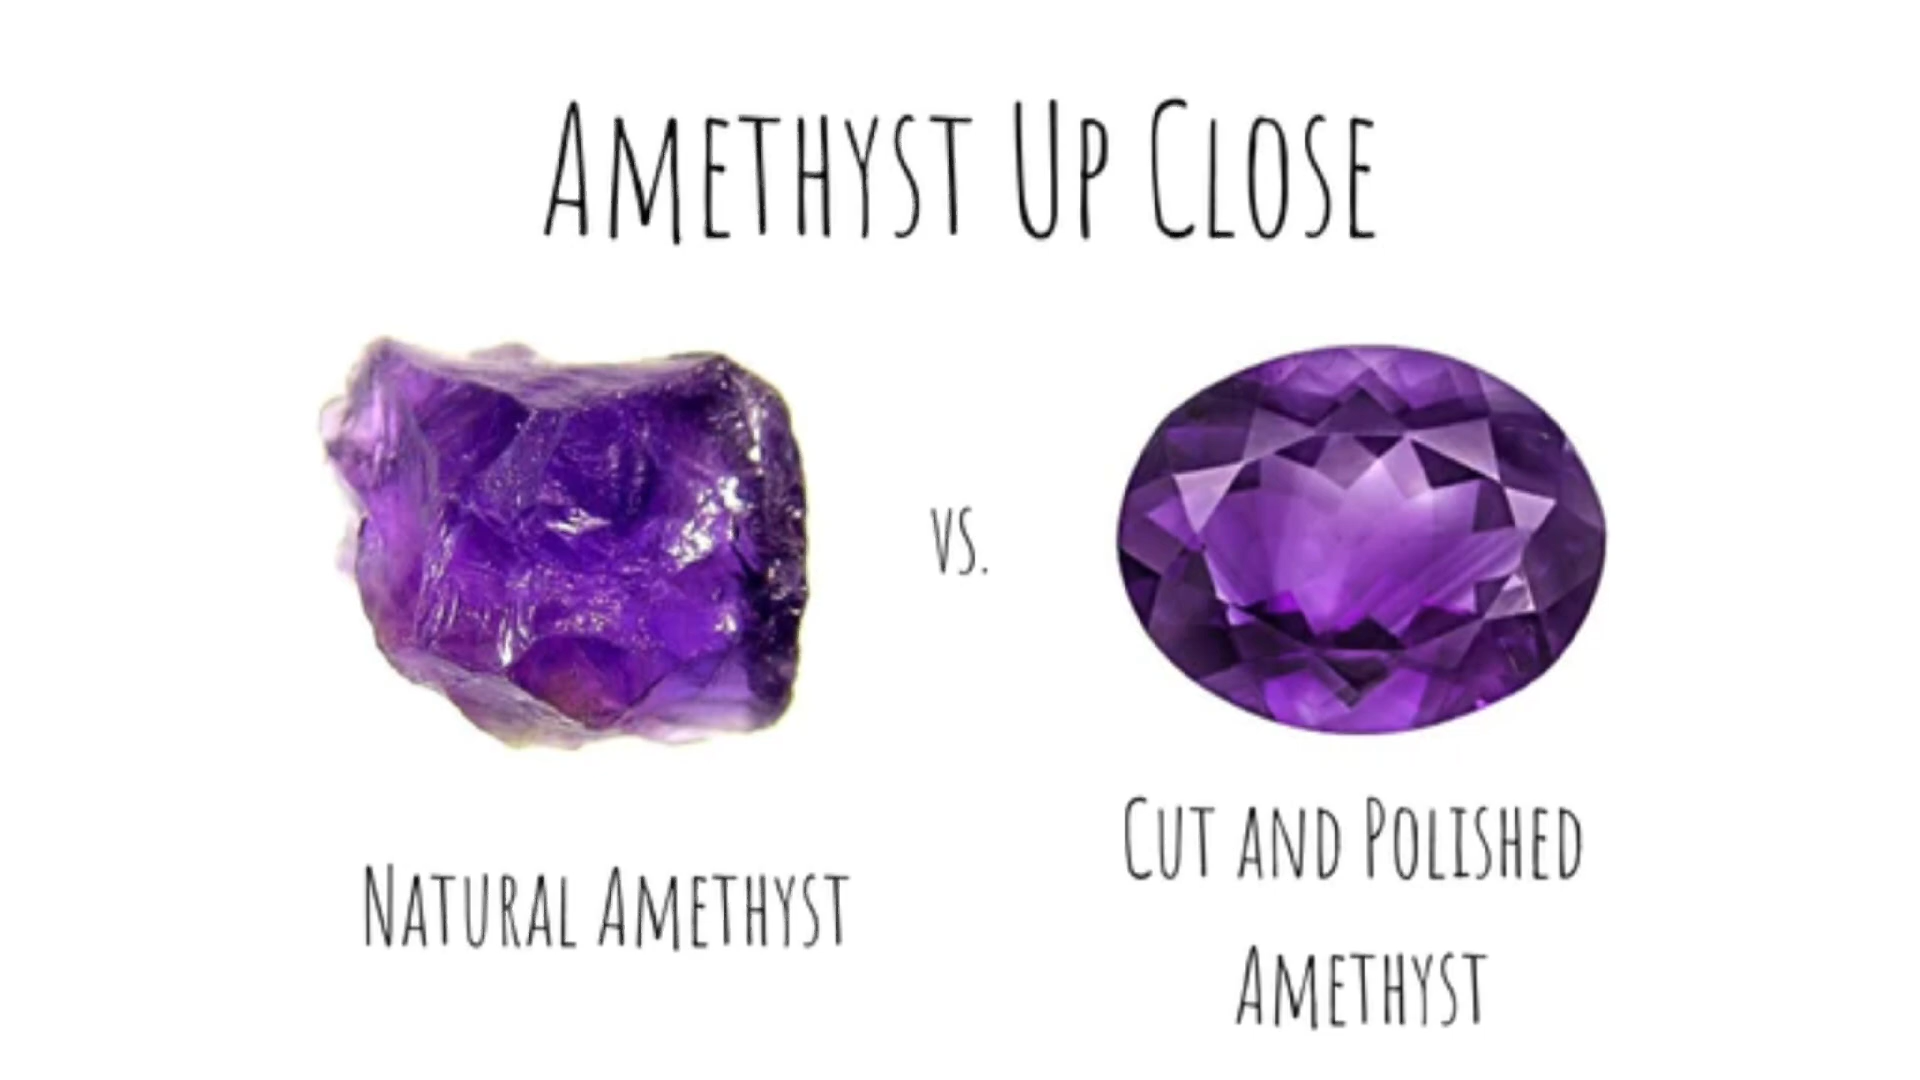 Amethyst Up Close
vs.
Natural Amethyst
Cut and Polished
Amethyst